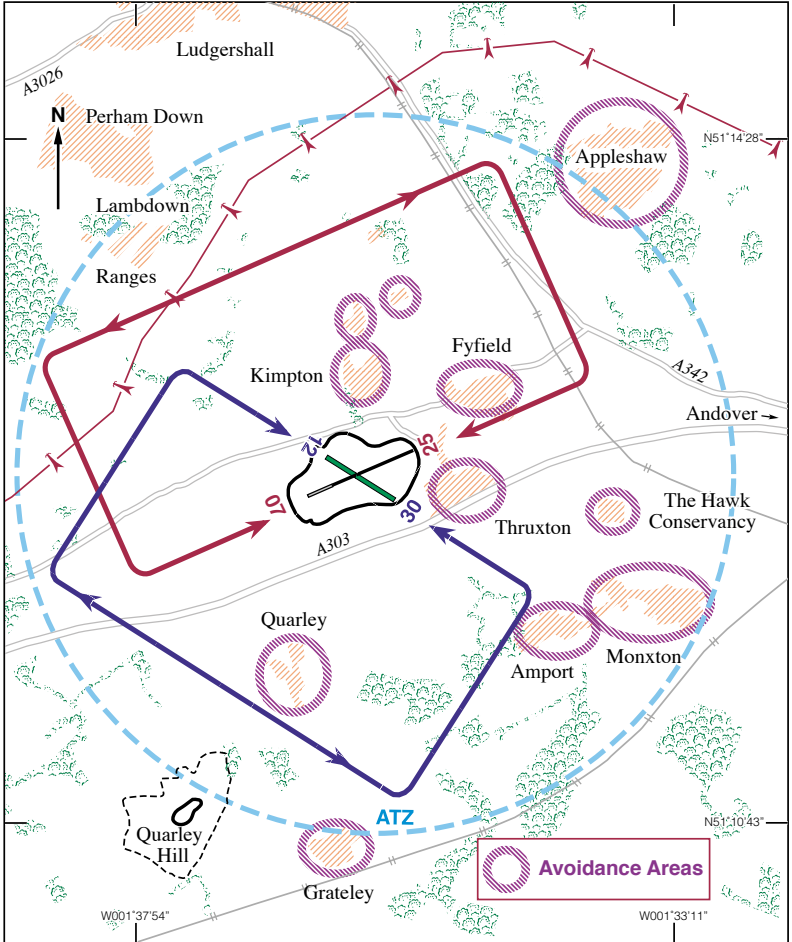 Ludgershall
A3026
N
Perham Down
N51°14'28"
Appleshaw
Lambdown
Ranges
Fyfield
Kimpton
A342
Andover
12
25
The Hawk
Conservancy
07
30
Thruxton
A303
Quarley
Amport
Monxton
ATZ
N51°10'43"
Quarley
Hill
Avoidance Areas
Grateley
W001°37'54"
W001°33'11"